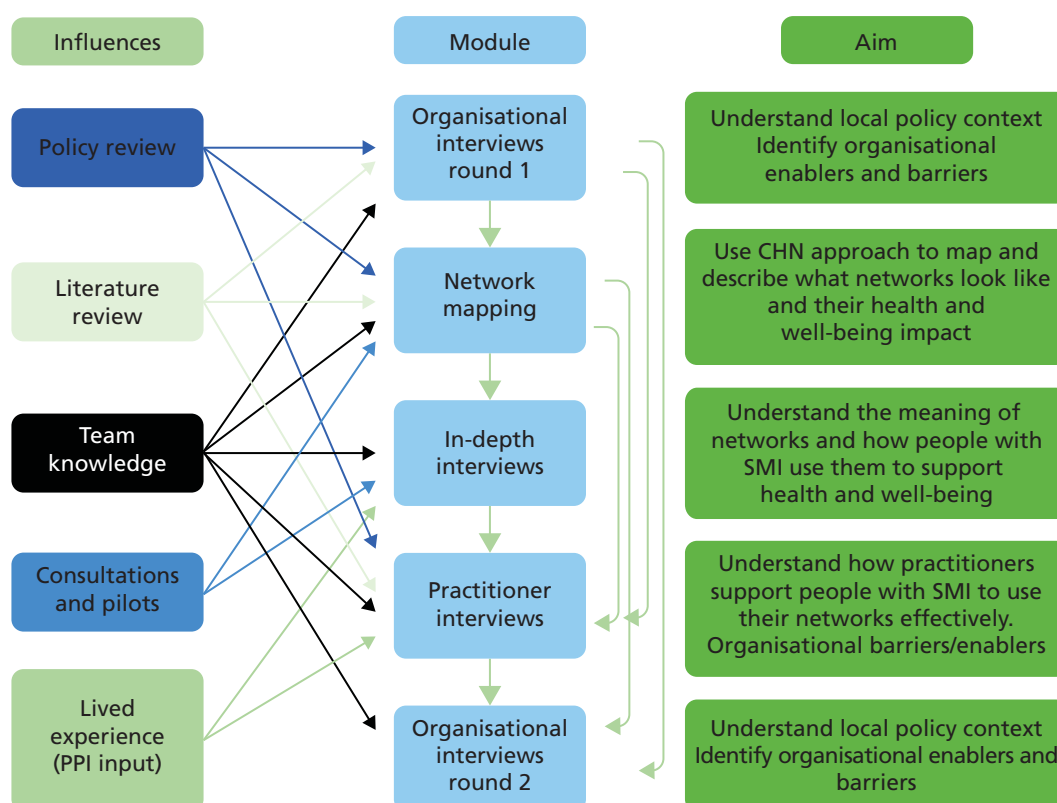 Influences
Module
Aim
Policy review
Organisational
interviews
round 1
Understand local policy context
Identify organisational
enablers and barriers
Literature
review
Network
mapping
Use CHN approach to map and
describe what networks look like
and their health and
well-being impact
Team
knowledge
In-depth
interviews
Understand the meaning of
networks and how people with
SMI use them to support
health and well-being
Consultations
and pilots
Practitioner
interviews
Understand how practitioners
support people with SMI to use
their networks effectively.
Organisational barriers/enablers
Lived
experience
(PPI input)
Organisational
interviews
round 2
Understand local policy context
Identify organisational enablers and
barriers